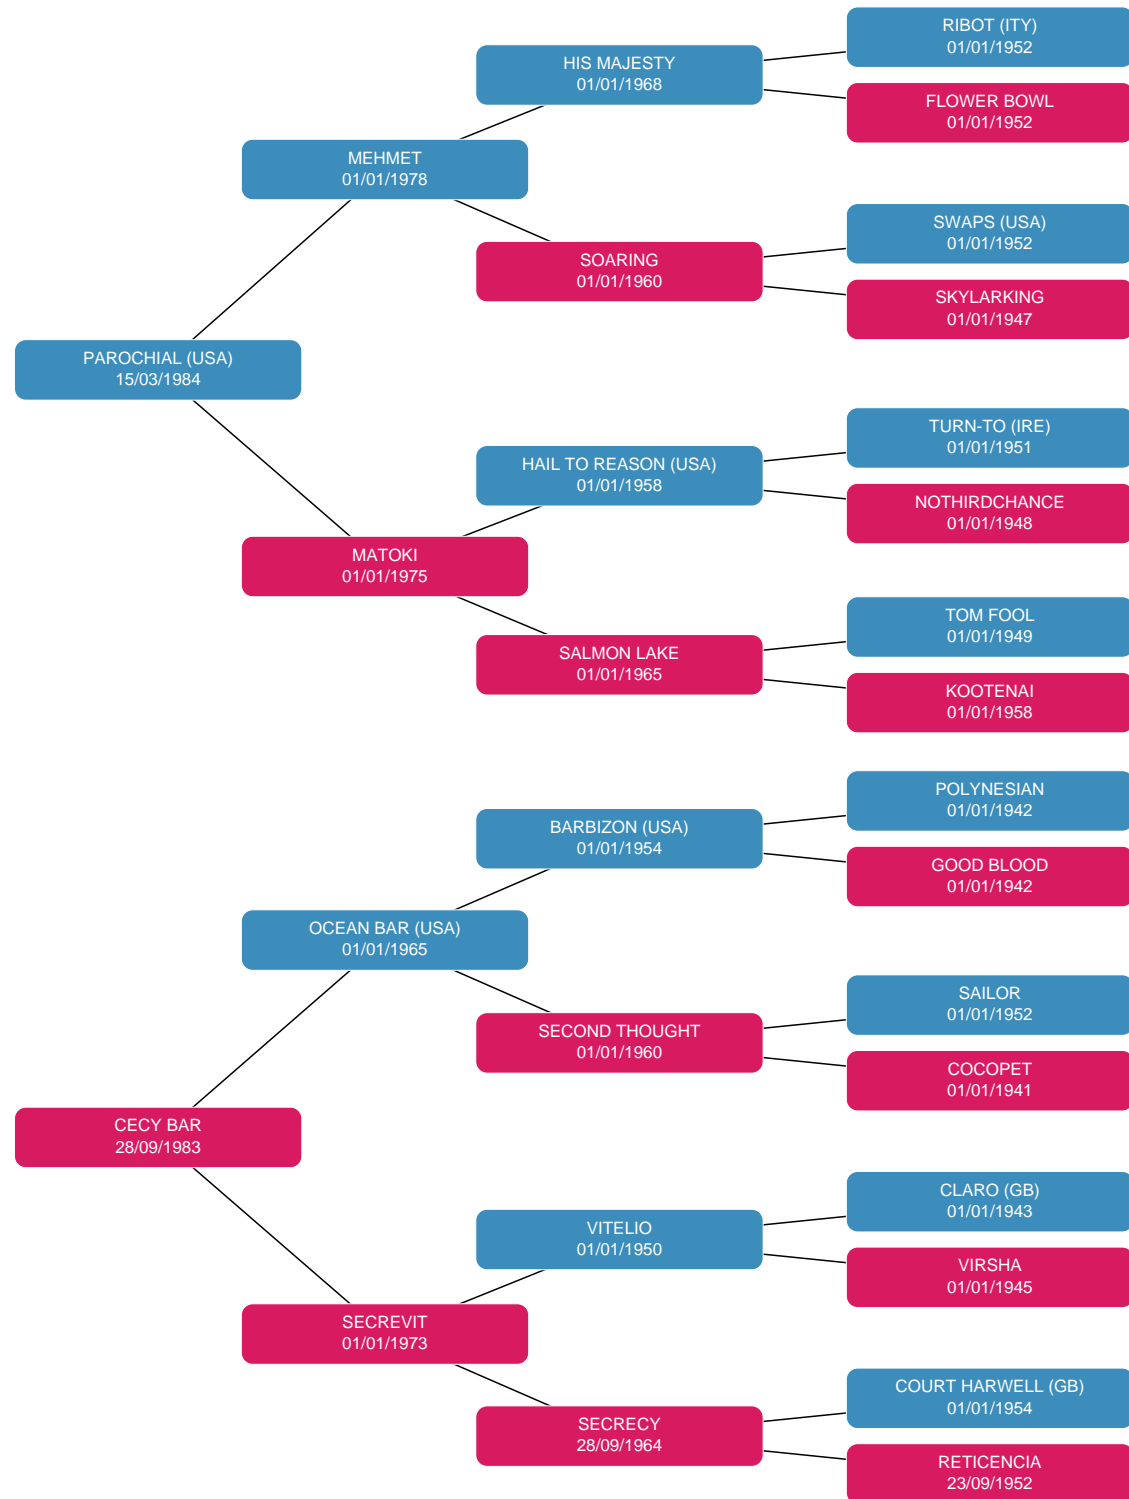 RIBOT (ITY)
01/01/1952
HIS MAJESTY
01/01/1968
FLOWER BOWL
01/01/1952
MEHMET
01/01/1978
SWAPS (USA)
01/01/1952
SOARING
01/01/1960
SKYLARKING
01/01/1947
PAROCHIAL (USA)
15/03/1984
TURN-TO (IRE)
01/01/1951
HAIL TO REASON (USA)
01/01/1958
NOTHIRDCHANCE
01/01/1948
MATOKI
01/01/1975
TOM FOOL
01/01/1949
SALMON LAKE
01/01/1965
KOOTENAI
01/01/1958
POLYNESIAN
01/01/1942
BARBIZON (USA)
01/01/1954
GOOD BLOOD
01/01/1942
OCEAN BAR (USA)
01/01/1965
SAILOR
01/01/1952
SECOND THOUGHT
01/01/1960
COCOPET
01/01/1941
CECY BAR
28/09/1983
CLARO (GB)
01/01/1943
VITELIO
01/01/1950
VIRSHA
01/01/1945
SECREVIT
01/01/1973
COURT HARWELL (GB)
01/01/1954
SECRECY
28/09/1964
RETICENCIA
23/09/1952